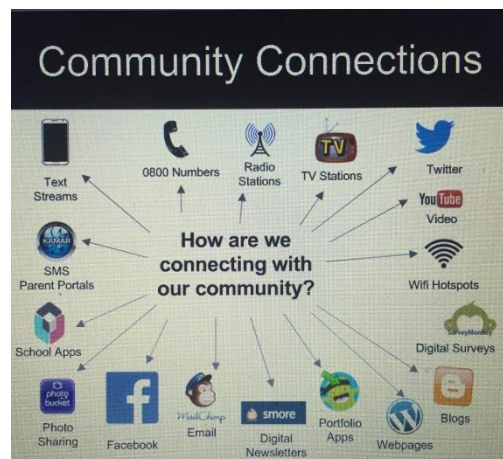 Community Connections
Text
Streams
0800 Numbers
Radio
Stations
TV
TV Stations
Twitter
YouTube
Video
KAMAR
SMS
Parent Portals
How are we
connecting with
our community?
Wifi Hotspots
School Apps
SurveyMonkey
Digital Surveys
photo
bucket
Photo
Sharing
Facebook
MailChimp
Email
smore
Digital
Newsletters
Portfolio
Apps
Webpages
Blogs